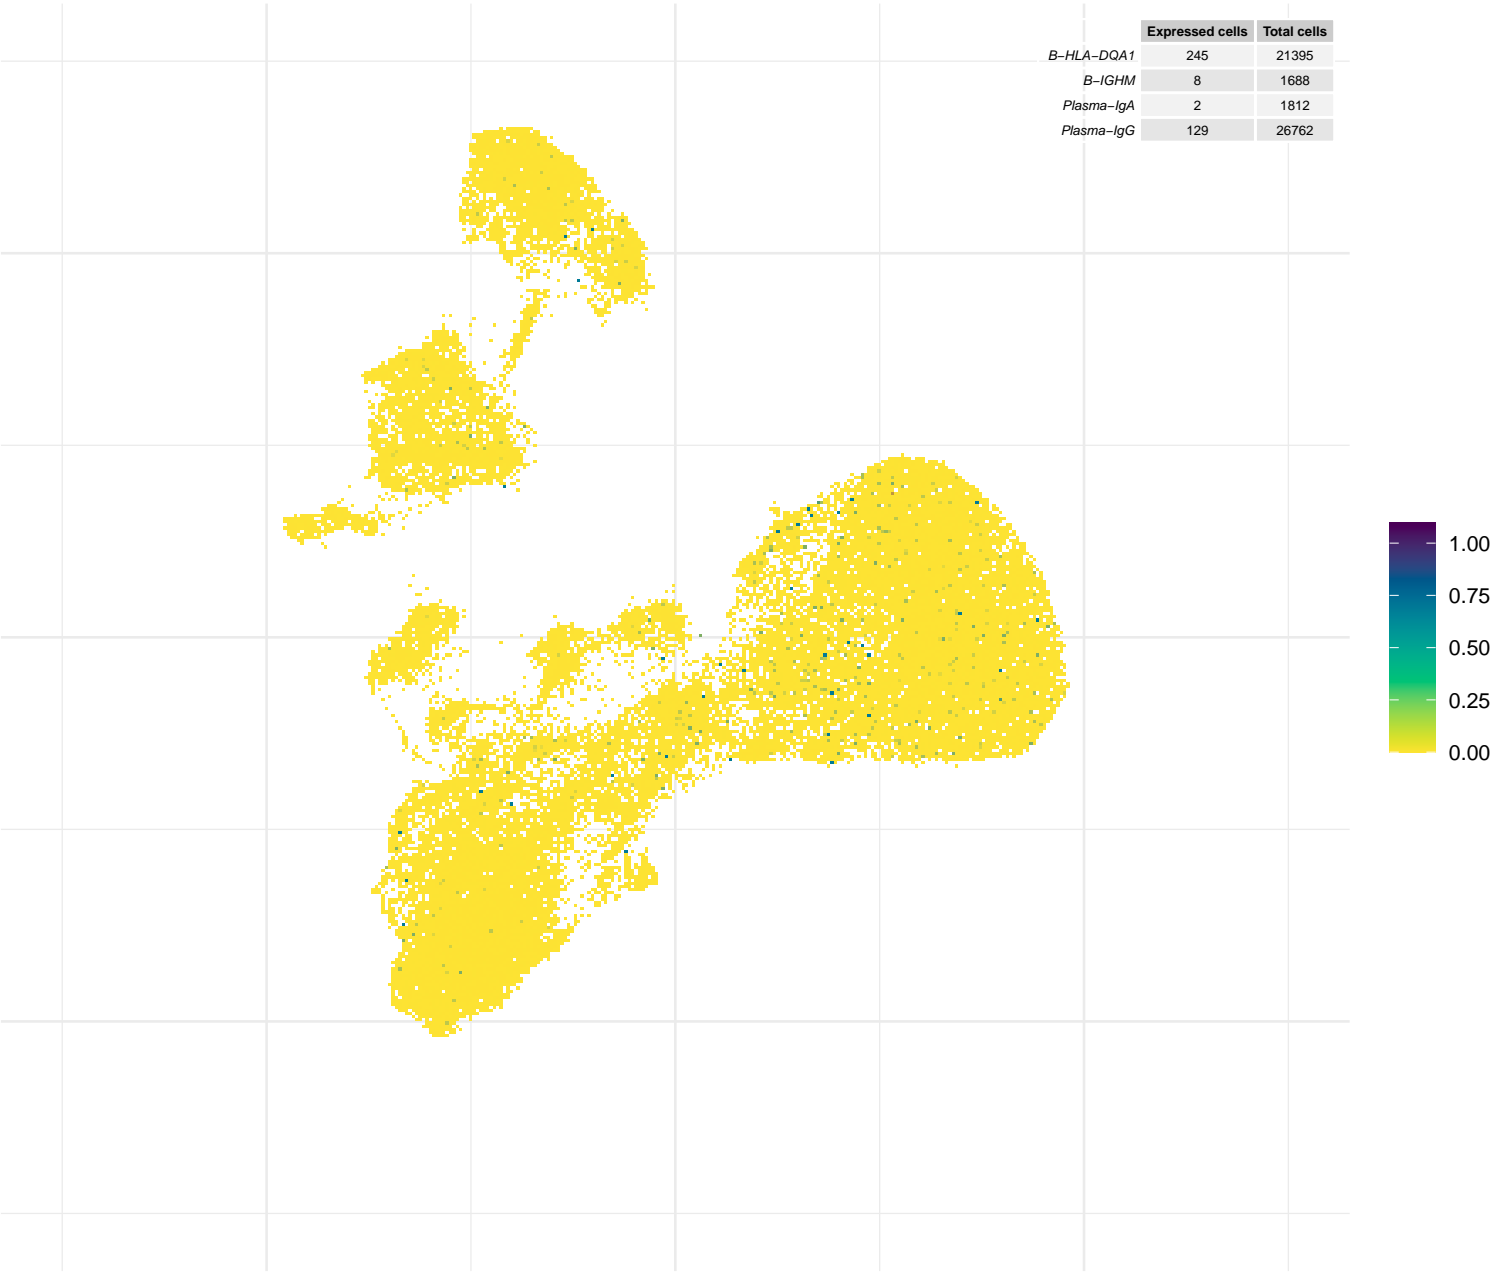 Expressed cells Total cells
B−HLA−DQA1 245 21395
B−IGHM 8 1688
Plasma−IgA 2 1812
Plasma−IgG 129 26762
1.00
0.75
0.50
0.25
0.00